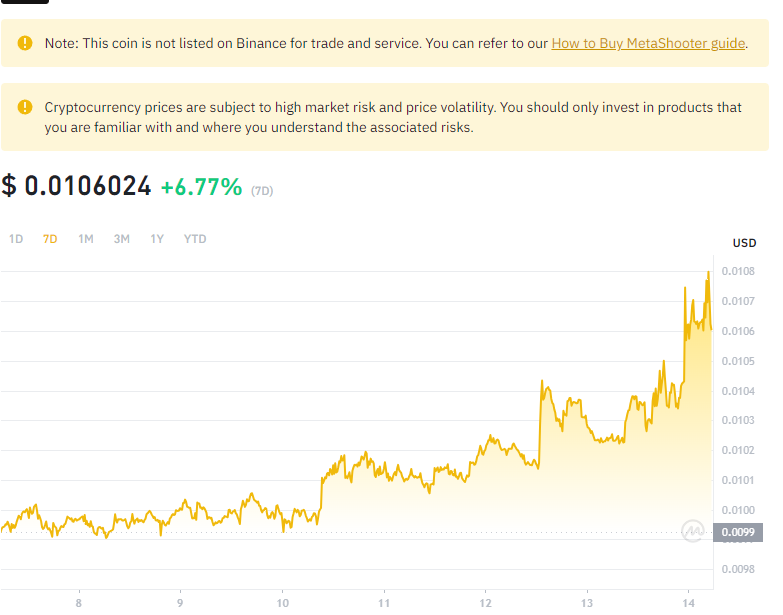 Note: This coin is not listed on Binance for trade and service. You can refer to our How to Buy MetaShooter guide.
Cryptocurrency prices are subject to high market risk and price volatility. You should only invest in products that
you are familiar with and where you understand the associated risks.
$ 0.0106024 +6.77% (7D)
1D 7D 1M 3M 1Y YTD
USD
0.0108
0.0107
0.0106
0.0105
0.0104
0.0103
0.0102
0.0101
0.0100
0.0099
0.0098
8 9 10 11 12 13 14